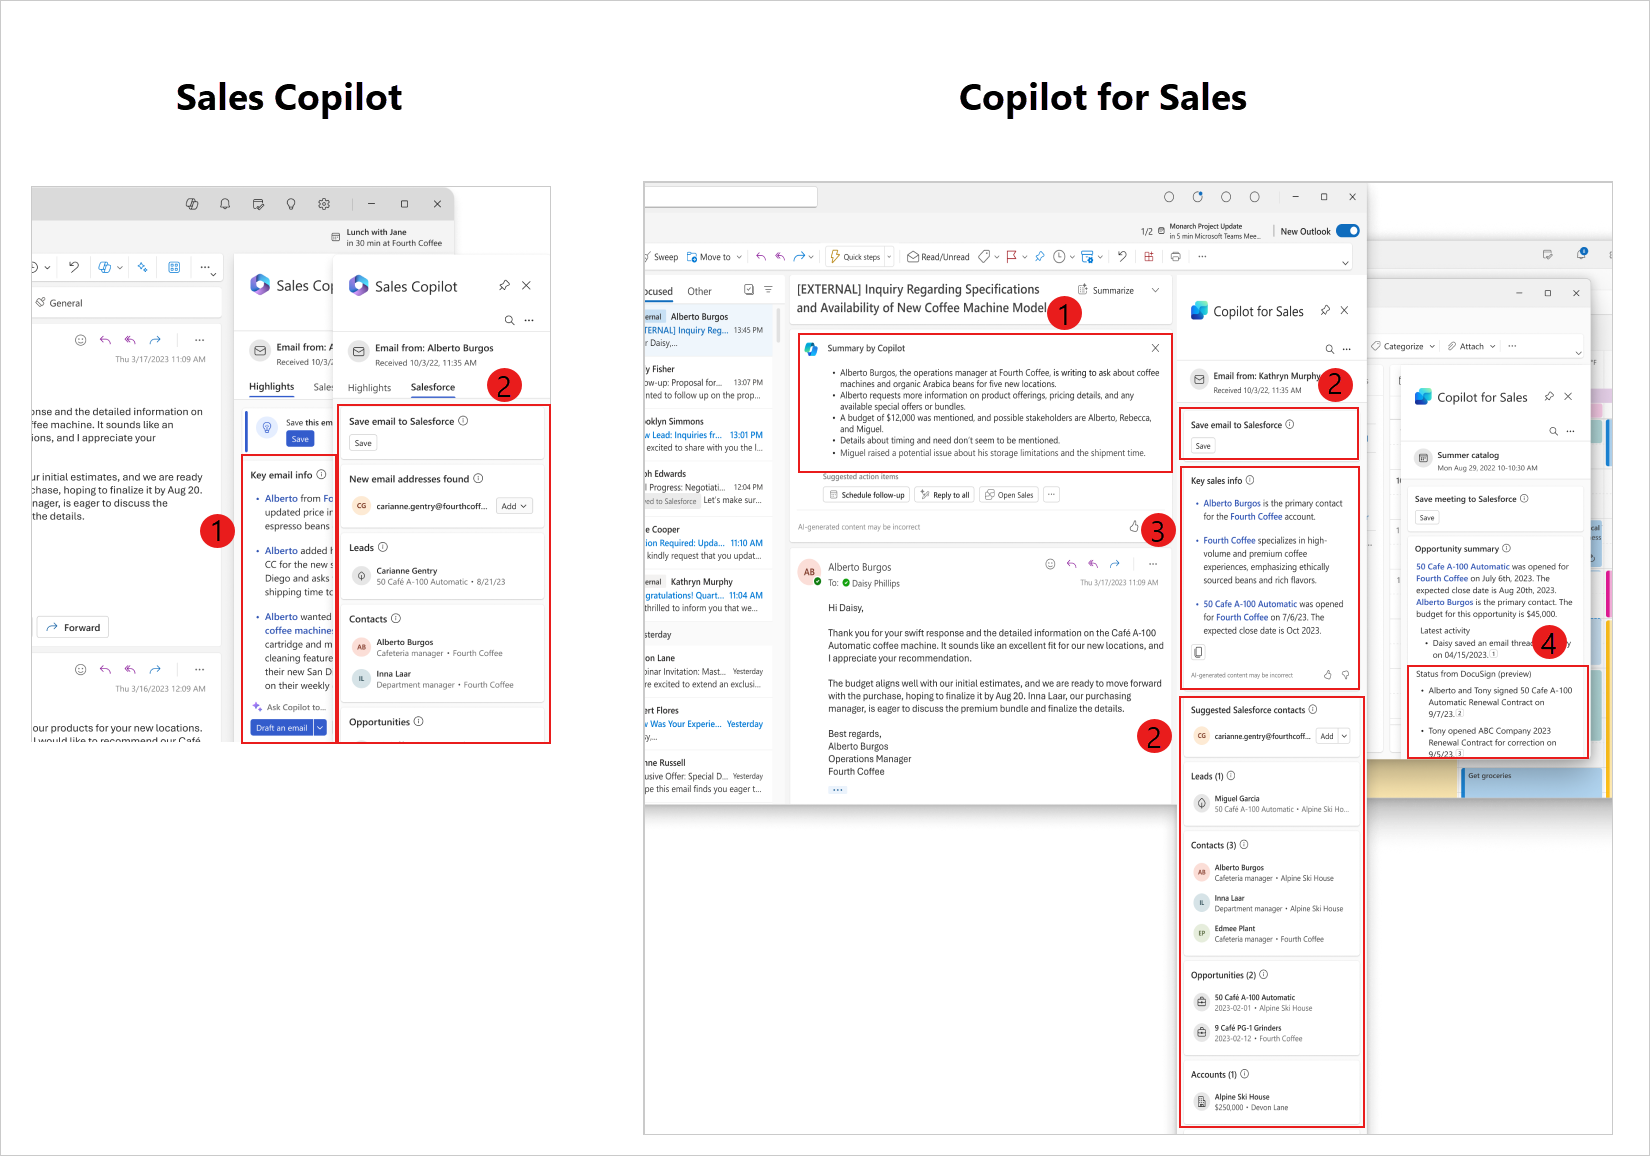 Sales Copilot
Copilot for Sales
Lunch with Jane
in 30 min at Fourth Coffee
General
Thu 3/17/2023 11:09 AM
onse and the detailed information on
ffee machine. It sounds like an
ions, and I appreciate your
ur initial estimates, and we are ready
chase, hoping to finalize it by Aug 20.
nager, is eager to discuss the
the details.
Forward
Thu 3/16/2023 12:09 AM
our products for your new locations.
I would like to recommend our Café
Sales Cop
Email from: A
Received 10/3/2
Highlights
Sales
Save this em
Save
Key email info
Alberto from Fo
updated price in
espresso beans
Alberto added h
CC for the new s
Diego and asks
shipping time to
Alberto wanted
coffee machines
cartridge and m
cleaning feature
their new San D
on their weekly
Ask Copilot to...
Draft an email
1
Sales Copilot
Email from: Alberto Burgos
Received 10/3/22, 11:35 AM
Highlights
Salesforce
2
Save email to Salesforce
Save
New email addresses found
CG
carianne.gentry@fourthcoff...
Add
Leads
Carianne Gentry
50 Café A-100 Automatic • 8/21/23
Contacts
AB
Alberto Burgos
Cafeteria manager • Fourth Coffee
IL
Inna Laar
Department manager • Fourth Coffee
Opportunities
1/2
Monarch Project Update
in 5 min Microsoft Teams Mee...
New Outlook
Sweep
Move to
Quick steps
Read/Unread
ocused
Other
ernal
Alberto Burgos
TERNAL] Inquiry Reg...
13:45 PM
r Daisy,...
y Fisher
ow-up: Proposal for...
13:07 PM
nted to follow up on the prop...
oklyn Simmons
w Lead: Inquiries fr...
13:01 PM
excited to share with you the l...
ph Edwards
l Progress: Negotiati...
12:04 PM
ed to Salesforce
Let's make sur...
e Cooper
ion Required: Upda...
11:10 AM
kindly request that you updat...
ernal
Kathryn Murphy
ngratulations! Quart...
11:04 AM
thrilled to inform you that we...
sterday
on Lane
binar Invitation: Mast...
Yesterday
re excited to extend an exclusi...
ert Flores
w Was Your Experie...
Yesterday
sy,...
nne Russell
usive Offer: Special D...
Yesterday
pe this email finds you eager t...
[EXTERNAL] Inquiry Regarding Specifications
and Availability of New Coffee Machine Model
Summarize
1
Summary by Copilot
Alberto Burgos, the operations manager at Fourth Coffee, is writing to ask about coffee
machines and organic Arabica beans for five new locations.
Alberto requires more information on product offerings, pricing details, and any
available special offers or bundles.
A budget of $12,000 was mentioned, and possible stakeholders are Alberto, Rebecca,
and Miguel.
Details about timing and need don't seem to be mentioned.
Miguel raised a potential issue about his storage limitations and the shipment time.
Suggested action items
Schedule follow-up
Reply to all
Open Sales
AI-generated content may be incorrect
3
AB
Alberto Burgos
To:
Daisy Phillips
Thu 3/17/2023 11:09 AM
Hi Daisy,
Thank you for your swift response and the detailed information on the Café A-100
Automatic coffee machine. It sounds like an excellent fit for our new locations, and
I appreciate your recommendation.
The budget aligns well with our initial estimates, and we are ready to move forward
with the purchase, hoping to finalize it by Aug 20. Inna Laar, our purchasing
manager, is eager to discuss the premium bundle and finalize the details.
Best regards,
Alberto Burgos
Operations Manager
Fourth Coffee
Copilot for Sales
Email from: Kathryn Murphy
Received 10/3/22, 11:35 AM
2
Save email to Salesforce
Save
Key sales info
Alberto Burgos is the primary contact
for the Fourth Coffee account.
Fourth Coffee specializes in high-
volume and premium coffee
experiences, emphasizing ethically
sourced beans and rich flavors.
50 Cafe A-100 Automatic was opened
for Fourth Coffee on 7/6/23. The
expected close date is Oct 2023.
AI-generated content may be incorrect
2
Suggested Salesforce contacts
CG
carianne.gentry@fourthcoff...
Add
Leads (1)
Miguel Garcia
50 Café A-100 Automatic • Alpine Ski Ho...
Contacts (3)
AB
Alberto Burgos
Cafeteria manager • Alpine Ski House
IL
Inna Laar
Department manager • Alpine Ski House
EP
Edmee Plant
Cafeteria manager • Fourth Coffee
Opportunities (2)
50 Café A-100 Automatic
2023-02-01 • Alpine Ski House
9 Café PG-1 Grinders
2023-02-12 • Fourth Coffee
Accounts (1)
Alpine Ski House
$250,000 • Devon Lane
Categorize
Attach
Copilot for Sales
Summer catalog
Mon Aug 29, 2022 10-10:30 AM
Save meeting to Salesforce
Save
Opportunity summary
50 Cafe A-100 Automatic was opened for
Fourth Coffee on July 6th, 2023. The
expected close date is Aug 20th, 2023.
Alberto Burgos is the primary contact. The
budget for this opportunity is $45,000.
Latest activity
Daisy saved an email thread
on 04/15/2023. 1
4
Status from DocuSign (preview)
Alberto and Tony signed 50 Cafe A-100
Automatic Renewal Contract on
9/7/23. 2
Tony opened ABC Company 2023
Renewal Contract for correction on
9/5/23. 3
Get groceries